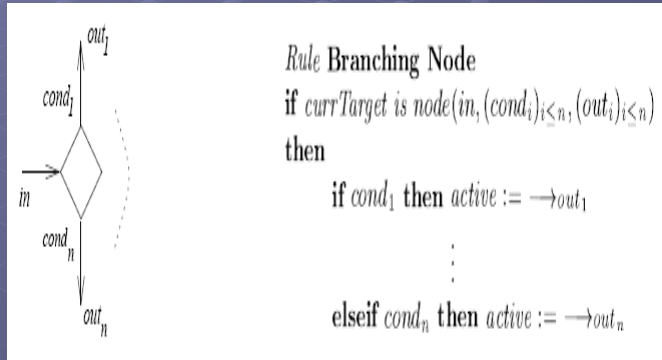 out₁
cond₁
in
condₙ
outₙ
Rule Branching Node
if currTarget is node(in, (condᵢ)ᵢ≤ₙ, (outᵢ)ᵢ≤ₙ)
then
if cond₁ then active := →out₁
⋮
elseif condₙ then active := →outₙ